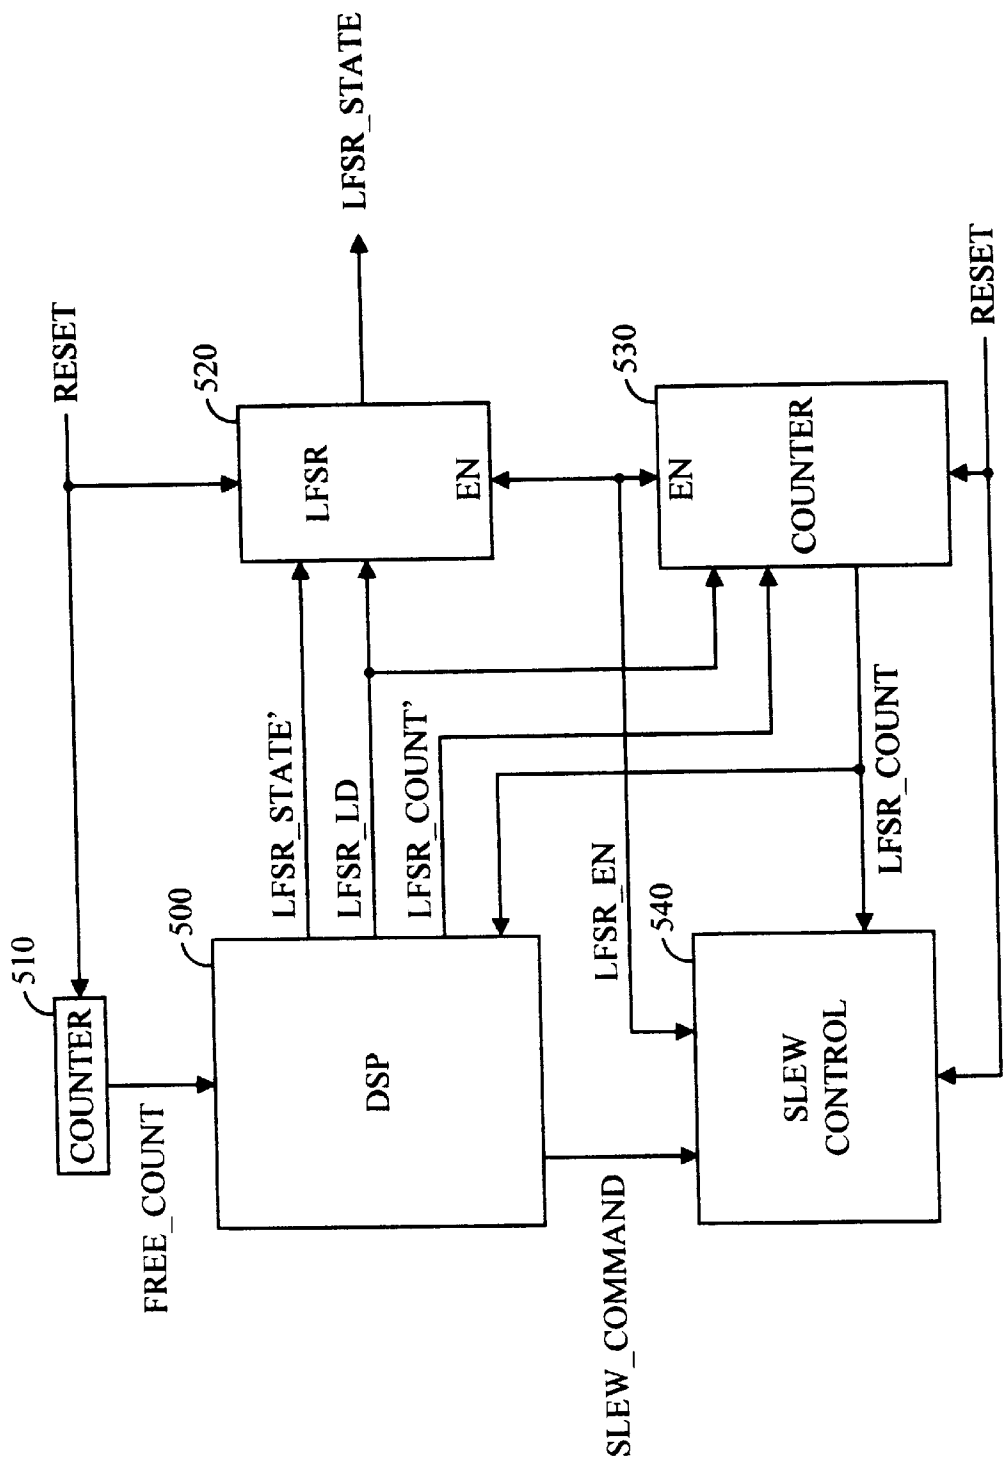 510
COUNTER
FREE_COUNT
RESET
500
DSP
LFSR_STATE'
LFSR_LD
LFSR_COUNT'
520
LFSR
EN
LFSR_STATE
SLEW_COMMAND
LFSR_EN
540
SLEW
CONTROL
LFSR_COUNT
530
EN
COUNTER
RESET